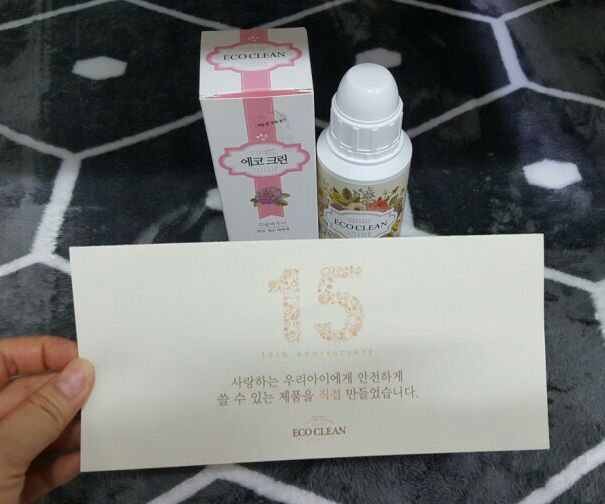 ECO CLEAN
에코 크린
ECO CLEAN
15
15th anniversary
사랑하는 우리아이에게 안전하게
쓸 수 있는 제품을 직접 만들었습니다.
ECO CLEAN